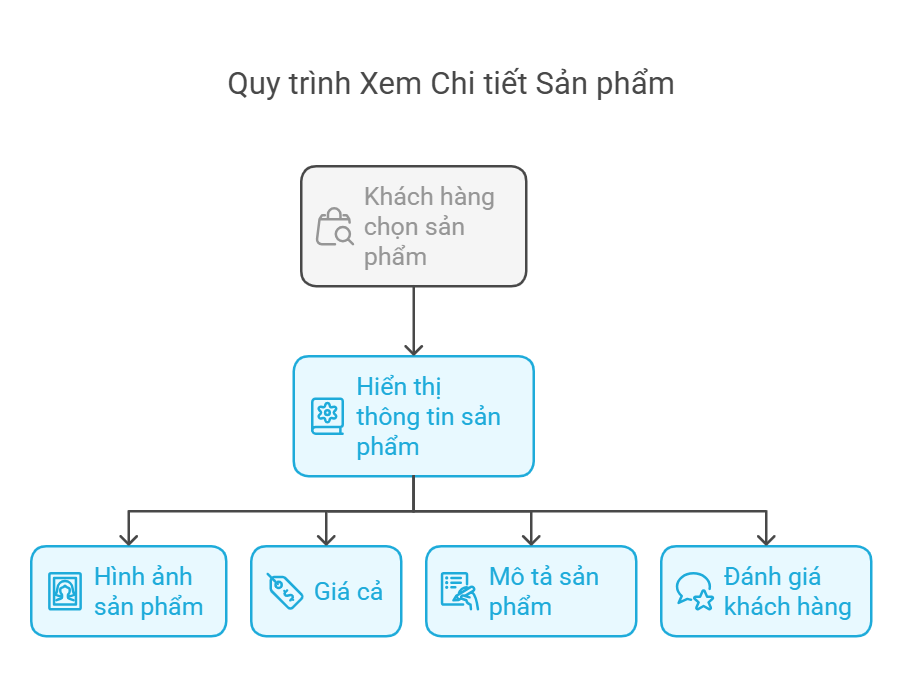 Quy trình Xem Chi tiết Sản phẩm
Khách hàng
chọn sản
phẩm
Hiển thị
thông tin sản
phẩm
Hình ảnh
sản phẩm
Giá cả
Mô tả sản
phẩm
Đánh giá
khách hàng